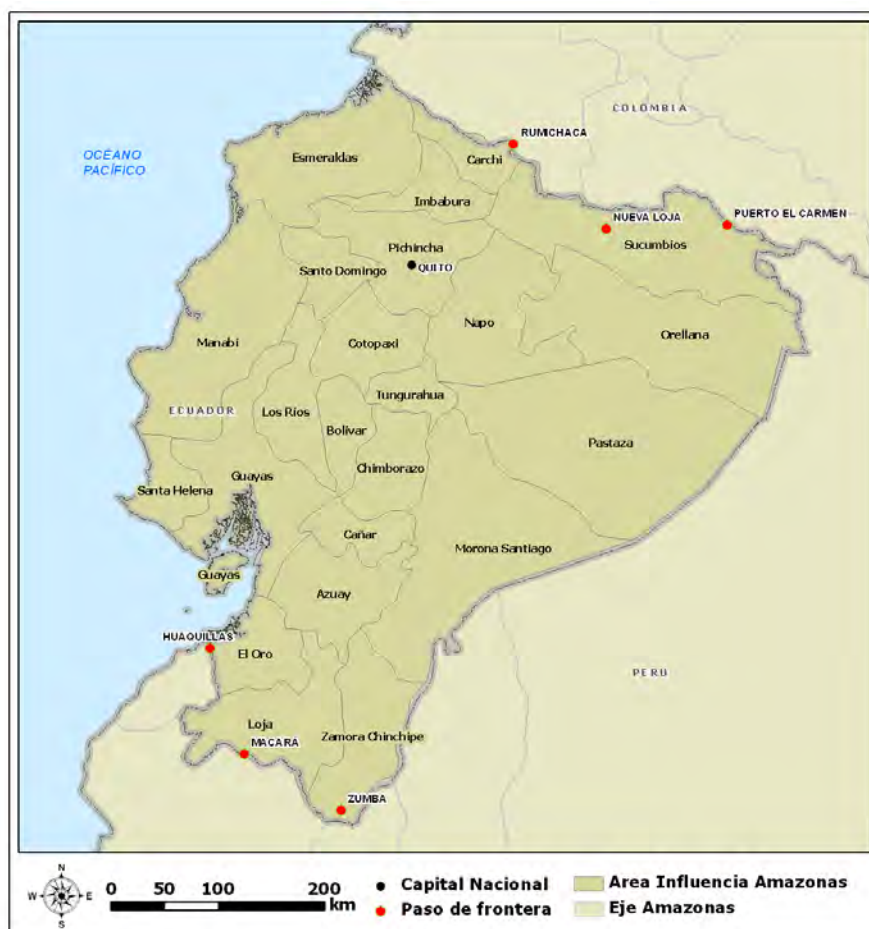 COLOMBIA
RUMICHACA
OCÉANO
PACÍFICO
Esmeraldas
Carchi
Imbabura
NUEVA LOJA
PUERTO EL CARMEN
Sucumbios
Pichincha
Santo Domingo
QUITO
Napo
Orellana
Manabi
Cotopaxi
Tungurahua
ECUADOR
Los Ríos
Bolívar
Pastaza
Chimborazo
Guayas
Santa Helena
Cañar
Morona Santiago
Guayas
Azuay
HUAQUILLAS
El Oro
PERU
Loja
Zamora Chinchipe
MACARÁ
ZUMBA
N
W
E
S
0 50 100 200
km
Capital Nacional
Paso de frontera
Area Influencia Amazonas
Eje Amazonas